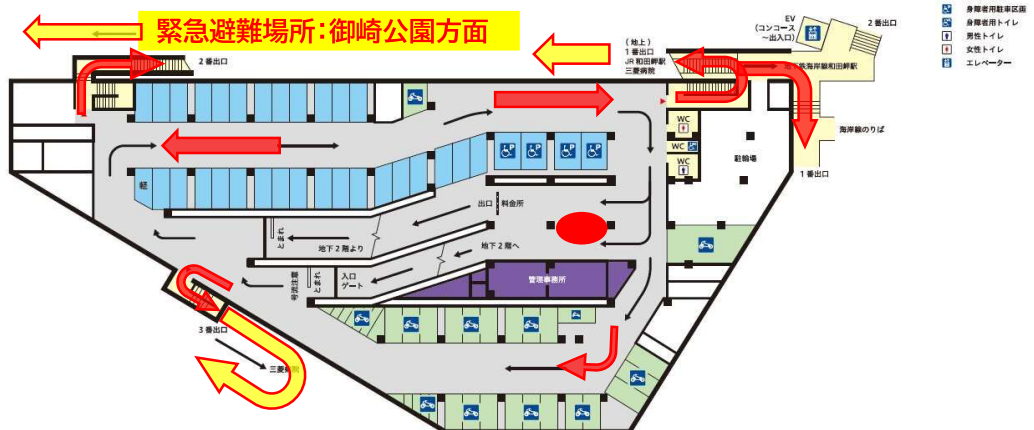 緊急避難場所：御崎公園方面
身障者用駐車区画
身障者用トイレ
男性トイレ
女性トイレ
エレベーター
EV
(コンコース
～出入口)
2番出口
(地上)
1番出口
JR和田岬駅
三菱病院
2番出口
鉄海岸線和田岬駅
WC
WC
WC
海岸線のりば
駐輪場
1番出口
軽
P
P
P
P
出口
料金所
とまれ
地下2階より
地下2階へ
とまれ
入口
ゲート
管理事務所
3番出口
三菱病院